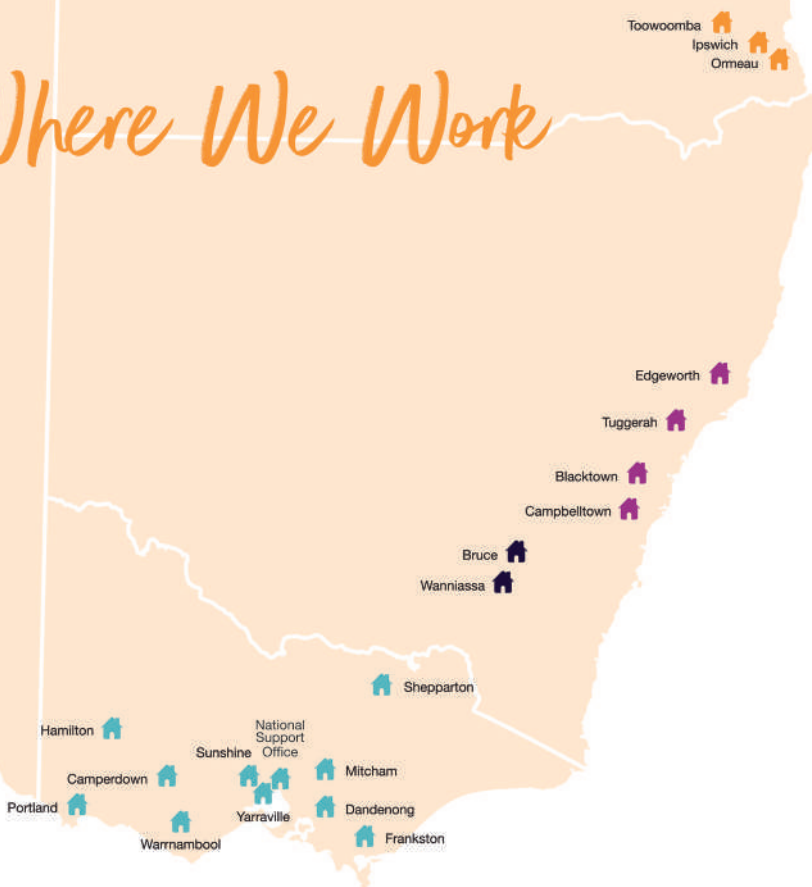 Where We Work
Toowoomba
Ipswich
Ormeau
Edgeworth
Tuggerah
Blacktown
Campbelltown
Bruce
Wanniassa
Shepparton
Hamilton
National
Support
Office
Sunshine
Camperdown
Mitcham
Portland
Yarraville
Dandenong
Warrnambool
Frankston